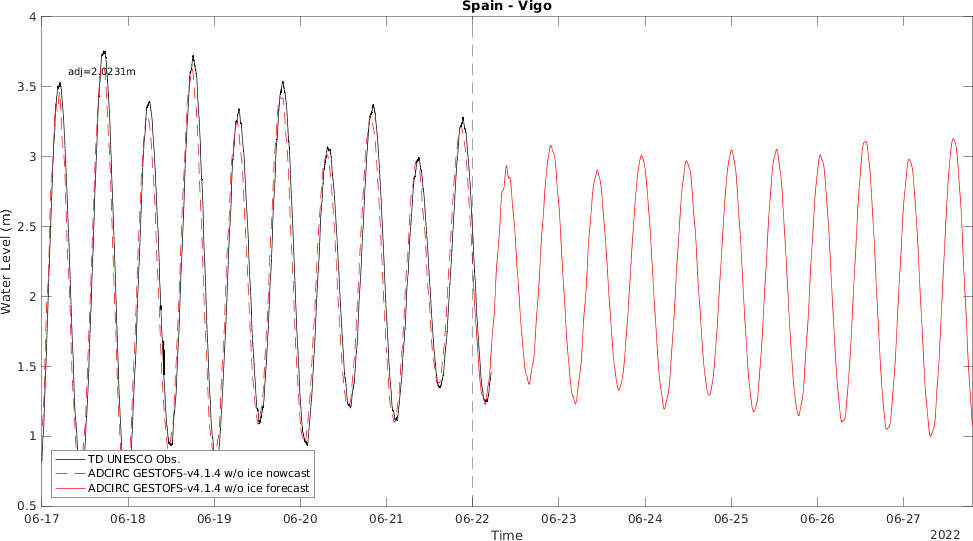 Spain - Vigo
4
3.5
3
2.5
2
1.5
1
0.5
Water Level (m)
adj=2.0231m
TD UNESCO Obs.
ADCIRC GESTOFS-v4.1.4 w/o ice nowcast
ADCIRC GESTOFS-v4.1.4 w/o ice forecast
06-17 06-18 06-19 06-20 06-21 06-22 06-23 06-24 06-25 06-26 06-27
Time
2022